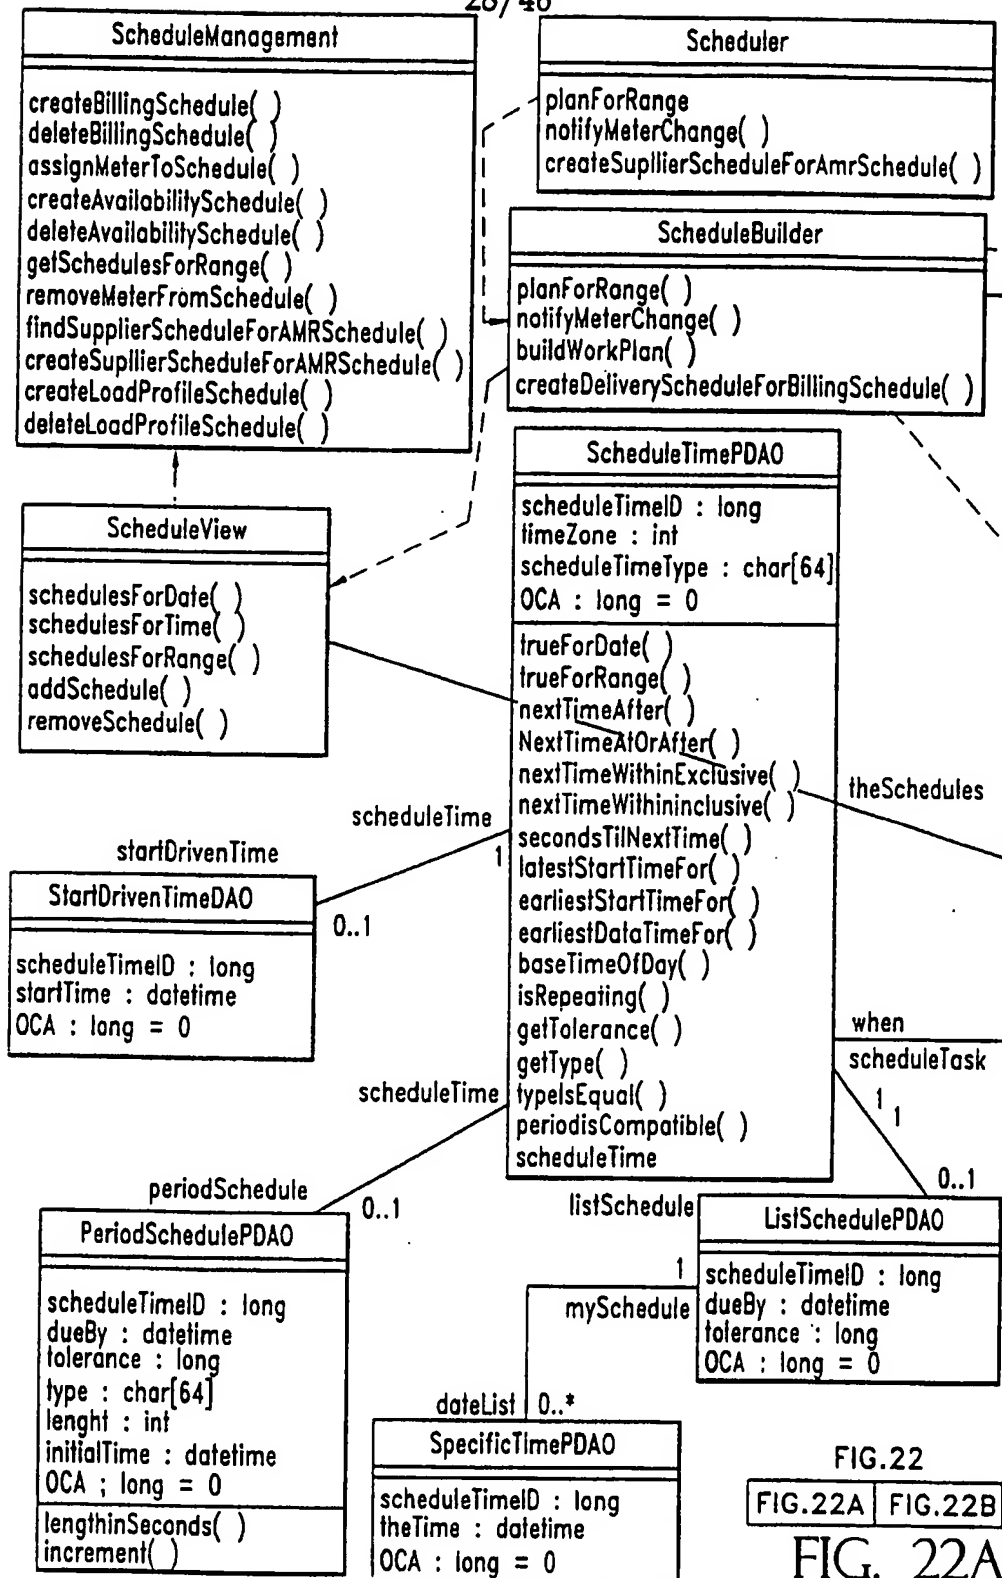 28/46
ScheduleManagement
createBillingSchedule( )
deleteBillingSchedule( )
assignMeterToSchedule( )
createAvailabilitySchedule( )
deleteAvailabilitySchedule( )
getSchedulesForRange( )
removeMeterFromSchedule( )
findSupplierScheduleForAMRSchedule( )
createSupllierScheduleForAMRSchedule( )
createLoadProfileSchedule( )
deleteLoadProfileSchedule( )
Scheduler
planForRange
notifyMeterChange( )
createSupllierScheduleForAmrSchedule( )
ScheduleBuilder
planForRange( )
notifyMeterChange( )
buildWorkPlan( )
createDeliveryScheduleForBillingSchedule( )
ScheduleView
schedulesForDate( )
schedulesForTime( )
schedulesForRange( )
addSchedule( )
removeSchedule( )
ScheduleTimePDAO
scheduleTimeID : long
timeZone : int
scheduleTimeType : char[64]
OCA : long = 0
trueForDate( )
trueForRange( )
nextTimeAfter( )
NextTimeAtOrAfter( )
nextTimeWithinExclusive( )
nextTimeWithininclusive( )
secondsTilNextTime( )
latestStartTimeFor( )
earliestStartTimeFor( )
earliestDataTimeFor( )
baseTimeOfDay( )
isRepeating( )
getTolerance( )
getType( )
typeIsEqual( )
periodisCompatible( )
scheduleTime
theSchedules
scheduleTime
1
startDrivenTime
0..1
StartDrivenTimeDAO
scheduleTimeID : long
startTime : datetime
OCA : long = 0
when
scheduleTask
1
1
0..1
scheduleTime
periodSchedule
0..1
PeriodSchedulePDAO
scheduleTimeID : long
dueBy : datetime
tolerance : long
type : char[64]
lenght : int
initialTime : datetime
OCA ; long = 0
lengthinSeconds( )
increment( )
listSchedule
1
mySchedule
ListSchedulePDAO
scheduleTimeID : long
dueBy : datetime
tolerance : long
OCA : long = 0
dateList 0..*
SpecificTimePDAO
scheduleTimeID : long
theTime : datetime
OCA : long = 0
FIG.22
FIG.22A FIG.22B
FIG. 22A